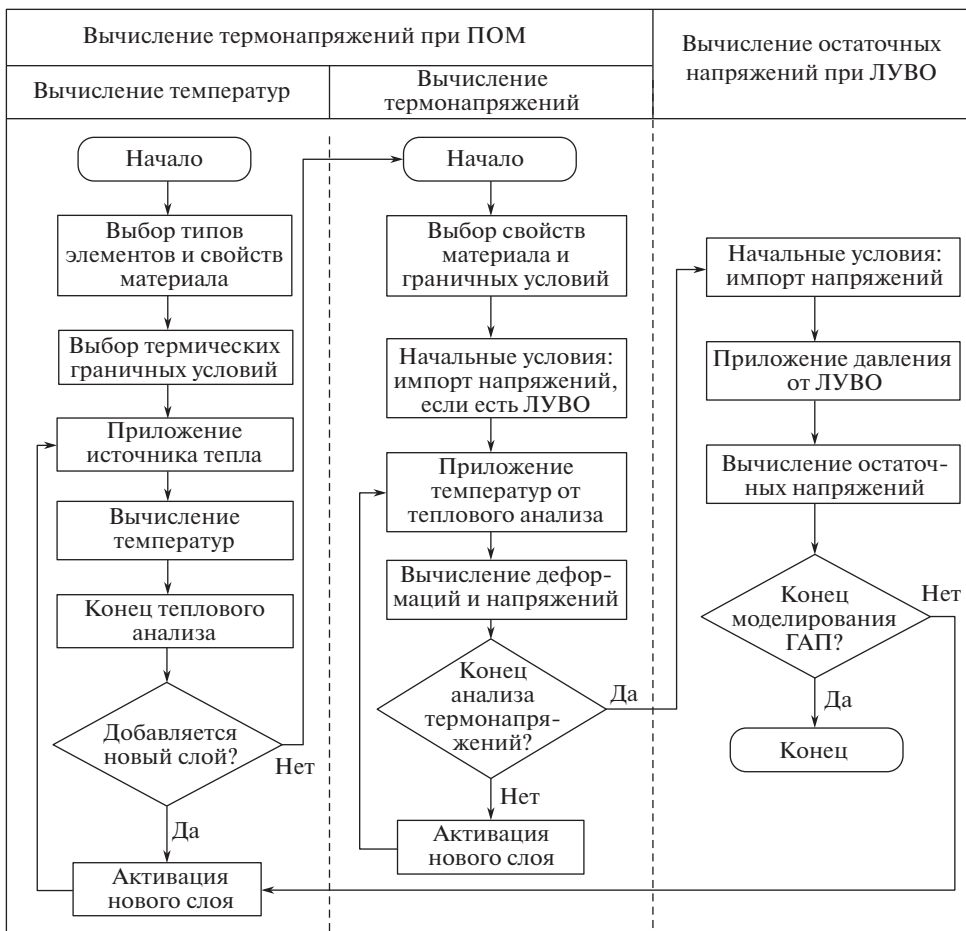 Вычисление термонапряжений при ПОМ
Вычисление остаточных
напряжений при ЛУВО
Вычисление температур
Вычисление
термонапряжений
Начало
Выбор типов
элементов и свойств
материала
Выбор термических
граничных условий
Приложение
источника тепла
Вычисление
температур
Конец теплового
анализа
Добавляется
новый слой?
Нет
Да
Активация
нового слоя
Начало
Выбор свойств
материала и
граничных условий
Начальные условия:
импорт напряжений,
если есть ЛУВО
Приложение
температур от
теплового анализа
Вычисление дефор-
маций и напряжений
Конец
анализа
термонапря-
жений?
Да
Нет
Активация
нового слоя
Начальные условия:
импорт напряжений
Приложение давления
от ЛУВО
Вычисление остаточ-
ных напряжений
Конец
моделирования
ГАП?
Нет
Да
Конец